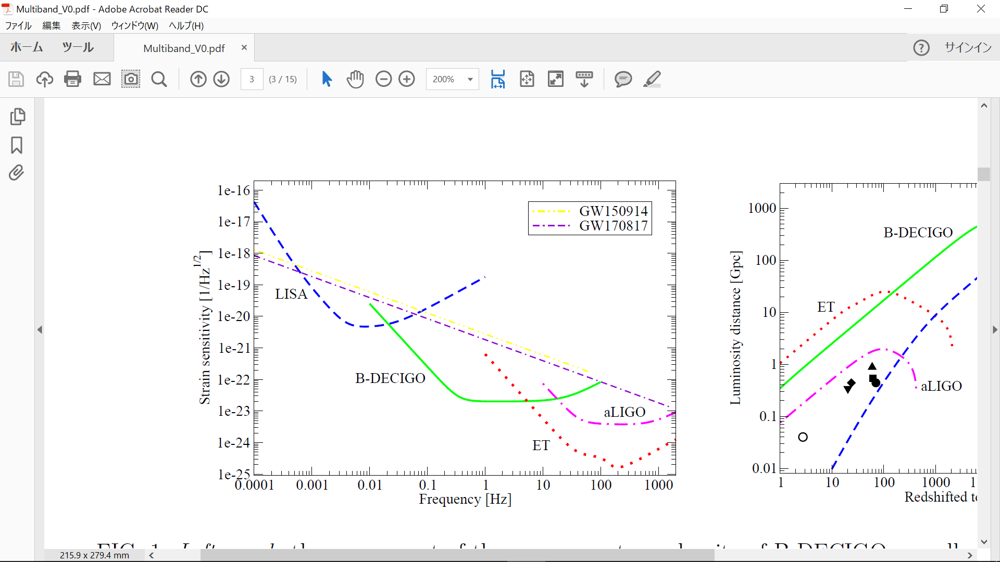 Multiband_V0.pdf - Adobe Acrobat Reader DC
ファイル 編集 表示(V) ウィンドウ(W) ヘルプ(H)
ホーム ツール Multiband_V0.pdf × ? サインイン
3 (3 / 15) 200%
1e-16
1e-17
1e-18
1e-19
1e-20
1e-21
1e-22
1e-23
1e-24
1e-25
Strain sensitivity [1/Hz^1/2]
GW150914
GW170817
LISA
B-DECIGO
aLIGO
ET
0.0001 0.001 0.01 0.1 1 10 100 1000
Frequency [Hz]
1000
100
10
1
0.1
0.01
Luminosity distance [Gpc]
B-DECIGO
ET
aLIGO
1 10 100 1000
Redshifted
215.9 x 279.4 mm